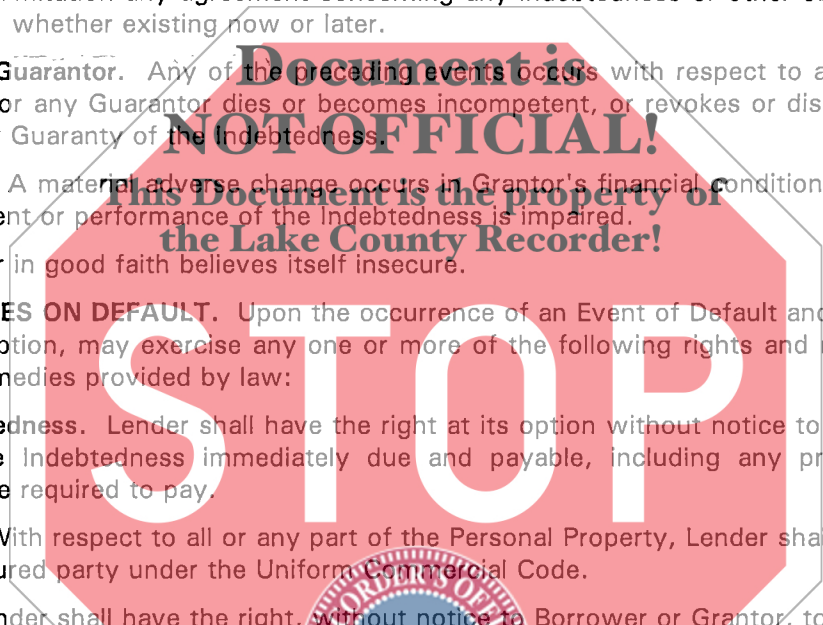 whether existing now or later.
Document is
Guarantor. Any of the preceding events occurs with respect to
or any Guarantor dies or becomes incompetent, or revokes or dis
NOT OFFICIAL!
Guaranty of the Indebtedness.
A material adverse change occurs in Grantor's financial condition
This Document is the property of
ent or performance of the Indebtedness is impaired.
the Lake County Recorder!
in good faith believes itself insecure.
ES ON DEFAULT. Upon the occurrence of an Event of Default and
STOP
ption, may exercise any one or more of the following rights and
medies provided by law:
edness. Lender shall have the right at its option without notice to
Indebtedness immediately due and payable, including any pr
e required to pay.
With respect to all or any part of the Personal Property, Lender shal
ured party under the Uniform Commercial Code.
ORDER'S OFF
nder shall have the right, without notice to Borrower or Grantor, to